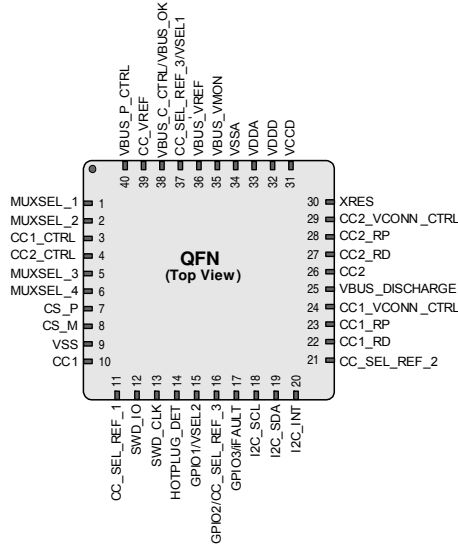 VBUS_P_CTRL
CC_VREF
VBUS_C_CTRL/VBUS_OK
CC_SEL_REF_3/VSEL1
VBUS_VREF
VBUS_VMON
VSSA
VDDA
VDDD
VCCD
40
39
38
37
36
35
34
33
32
31
MUXSEL_1 1
MUXSEL_2 2
CC1_CTRL 3
CC2_CTRL 4
MUXSEL_3 5
MUXSEL_4 6
CS_P 7
CS_M 8
VSS 9
CC1 10
QFN
(Top View)
30 XRES
29 CC2_VCONN_CTRL
28 CC2_RP
27 CC2_RD
26 CC2
25 VBUS_DISCHARGE
24 CC1_VCONN_CTRL
23 CC1_RP
22 CC1_RD
21 CC_SEL_REF_2
11
12
13
14
15
16
17
18
19
20
CC_SEL_REF_1
SWD_IO
SWD_CLK
HOTPLUG_DET
GPIO1/VSEL2
GPIO2/CC_SEL_REF_3
GPIO3/IFAULT
I2C_SCL
I2C_SDA
I2C_INT